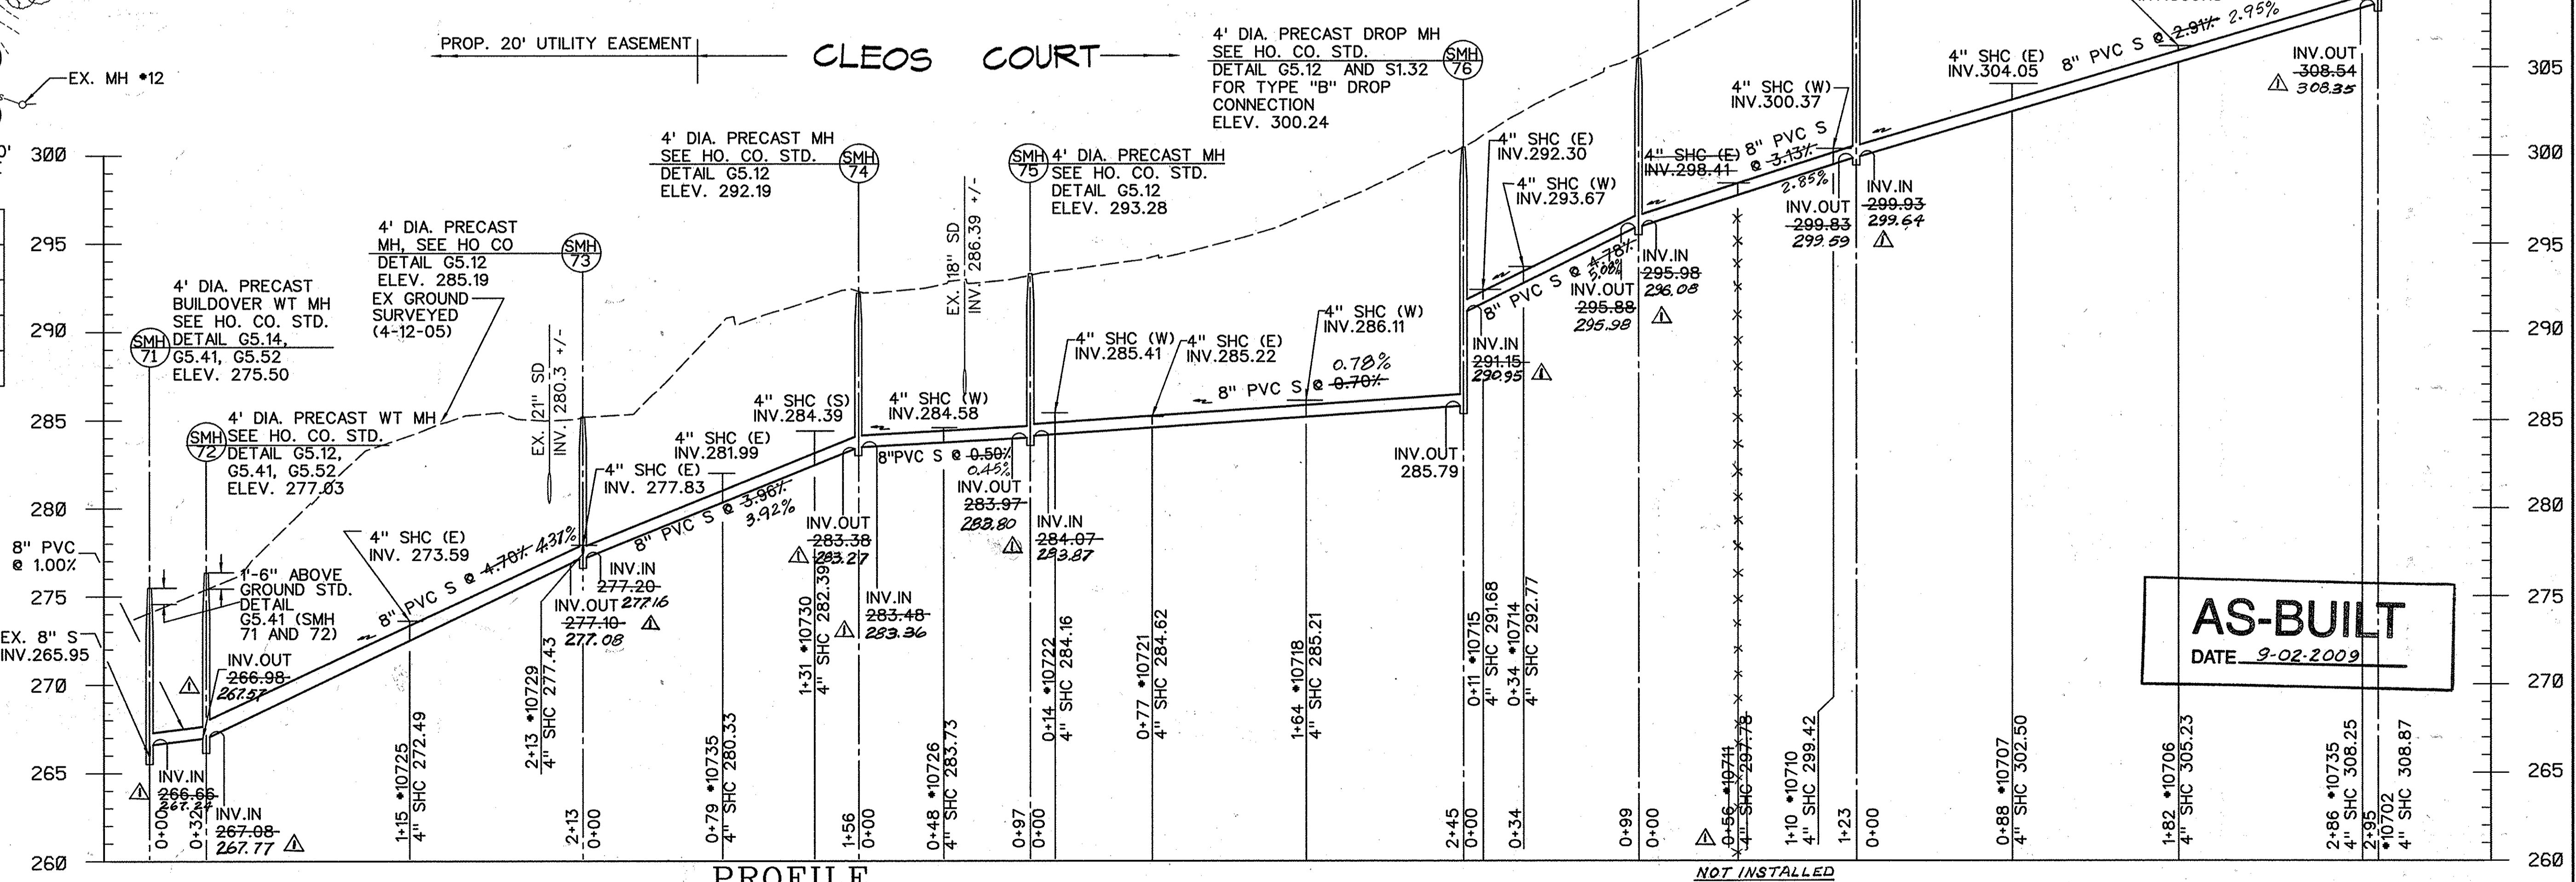 EX. MH #12
PROP. 20' UTILITY EASEMENT
CLEOS COURT
4' DIA. PRECAST DROP MH
SEE HO. CO. STD.
DETAIL G5.12 AND S1.32
FOR TYPE "B" DROP
CONNECTION
ELEV. 300.24
SMH
76
4" SHC (W)
INV.300.37
4" SHC (E)
INV.304.05
8" PVC S @ 2.91% 2.95%
INV.OUT
308.54
308.35
305
300
295
290
285
280
275
270
265
260
305
300
295
290
285
280
275
270
265
260
4' DIA. PRECAST
BUILDOVER WT MH
SEE HO. CO. STD.
DETAIL G5.14,
G5.41, G5.52
ELEV. 275.50
SMH
71
4' DIA. PRECAST
MH, SEE HO CO
DETAIL G5.12
ELEV. 285.19
SMH
73
EX GROUND
SURVEYED
(4-12-05)
4' DIA. PRECAST MH
SEE HO. CO. STD.
DETAIL G5.12
ELEV. 292.19
SMH
74
SMH
75
4' DIA. PRECAST MH
SEE HO. CO. STD.
DETAIL G5.12
ELEV. 293.28
EX. 18" SD
INV. 286.39 +/-
EX. 21" SD
INV. 280.3 +/-
SMH
72
4' DIA. PRECAST WT MH
SEE HO. CO. STD.
DETAIL G5.12,
G5.41, G5.52
ELEV. 277.03
8" PVC
@ 1.00%
1'-6" ABOVE
GROUND STD.
DETAIL
G5.41 (SMH
71 AND 72)
EX. 8" S
INV.265.95
INV.OUT
266.98
267.57
INV.IN
266.66
267.24
INV.IN
267.08
267.77
4" SHC (E)
INV. 273.59
8" PVC S @ 4.70% 4.37%
4" SHC (E)
INV. 277.83
INV.IN
277.20
277.16
INV.OUT
277.10
277.08
4" SHC (E)
INV.281.99
8" PVC S @ 3.96%
3.92%
4" SHC (S)
INV.284.39
INV.OUT
283.38
283.27
INV.IN
283.48
283.36
4" SHC (W)
INV.284.58
8"PVC S @ 0.50%
0.45%
INV.OUT
283.97
283.80
INV.IN
284.07
283.87
4" SHC (W)
INV.285.41
4" SHC (E)
INV.285.22
4" SHC (W)
INV.286.11
0.78%
8" PVC S @ 0.70%
INV.OUT
285.79
INV.IN
291.15
290.95
4" SHC (E)
INV.292.30
4" SHC (W)
INV.293.67
8" PVC S @ 4.78%
INV.OUT
295.88
295.98
INV.IN
295.98
296.08
4" SHC (E)
INV.298.41
8" PVC S
@ 3.13%
2.85%
INV.OUT
299.83
299.59
INV.IN
299.93
299.64
0+00
0+32
1+15 #10725
4" SHC 272.49
2+13 #10729
4" SHC 277.43
2+13
0+00
0+79 #10735
4" SHC 280.33
1+31 #10730
4" SHC 282.39
1+56
0+00
0+48 #10726
4" SHC 283.73
0+97
0+00
0+14 #10722
4" SHC 284.16
0+77 #10721
4" SHC 284.62
1+64 #10718
4" SHC 285.21
2+45
0+00
0+11 #10715
4" SHC 291.68
0+34 #10714
4" SHC 292.77
0+34
0+99
0+00
0+56 #10711
4" SHC 297.78
1+10 #10710
4" SHC 299.42
1+23
0+00
0+88 #10707
4" SHC 302.50
1+82 #10706
4" SHC 305.23
2+86 #10735
4" SHC 308.25
2+95
#10702
4" SHC 308.87
AS-BUILT
DATE 9-02-2009
NOT INSTALLED
PROFILE